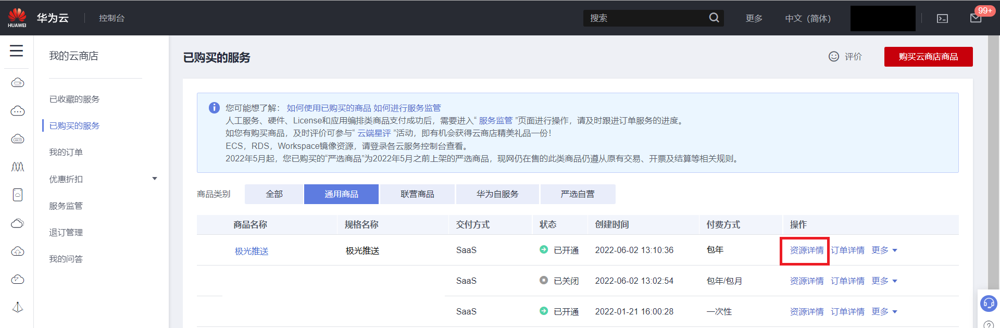 HUAWEI
华为云
控制台
搜索
更多
中文（简体）
99+
我的云商店
已收藏的服务
已购买的服务
我的订单
优惠折扣
服务监管
退订管理
我的问答
已购买的服务
评价
购买云商店商品
您可能想了解： 如何使用已购买的商品 如何进行服务监管
人工服务、硬件、License和应用编排类商品支付成功后，需要进入“ 服务监管 ”页面进行操作，请及时跟进订单服务的进度。
如您有购买商品，及时评价可参与“ 云端星评 ”活动，即有机会获得云商店精美礼品一份！
ECS，RDS，Workspace镜像资源，请登录各云服务控制台查看。
2022年5月起，您已购买的“严选商品”为2022年5月之前上架的严选商品，现网仍在售的此类商品仍遵从原有交易、开票及结算等相关规则。
商品类别 全部 通用商品 联营商品 华为自服务 严选自营
商品名称 规格名称 交付方式 状态 创建时间 付费方式 操作
极光推送 极光推送 SaaS 已开通 2022-06-02 13:10:36 包年 资源详情 订单详情 更多
SaaS 已关闭 2022-06-02 13:02:54 包年/包月 资源详情 订单详情 更多
SaaS 已开通 2022-01-21 16:00:28 一次性 资源详情 订单详情 更多